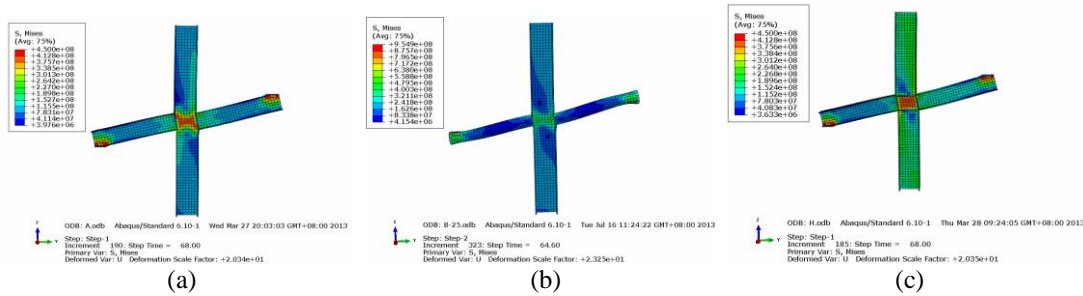 S, Mises
(Avg: 75%)
+4.500e+08
+4.128e+08
+3.757e+08
+3.385e+08
+3.013e+08
+2.642e+08
+2.270e+08
+1.898e+08
+1.527e+08
+1.155e+08
+7.831e+07
+4.114e+07
+3.976e+06
ODB: A.odb Abaqus/Standard 6.10-1 Wed Mar 27 20:03:03 GMT+08:00 2013
Step: Step-1
Increment 190: Step Time = 68.00
Primary Var: S, Mises
Deformed Var: U Deformation Scale Factor: +2.034e+01
Z
Y
(a)
S, Mises
(Avg: 75%)
+9.549e+08
+8.757e+08
+7.965e+08
+7.172e+08
+6.380e+08
+5.588e+08
+4.795e+08
+4.003e+08
+3.211e+08
+2.418e+08
+1.626e+08
+8.338e+07
+4.154e+06
ODB: B-25.odb Abaqus/Standard 6.10-1 Tue Jul 16 11:24:22 GMT+08:00 2013
Step: Step-2
Increment 323: Step Time = 64.60
Primary Var: S, Mises
Deformed Var: U Deformation Scale Factor: +2.325e+01
Z
Y
(b)
S, Mises
(Avg: 75%)
+4.500e+08
+4.128e+08
+3.756e+08
+3.384e+08
+3.012e+08
+2.640e+08
+2.268e+08
+1.896e+08
+1.524e+08
+1.152e+08
+7.803e+07
+4.083e+07
+3.633e+07
ODB: H.odb Abaqus/Standard 6.10-1 Thu Mar 28 09:24:05 GMT+08:00 2013
Step: Step-1
Increment 185: Step Time = 68.00
Primary Var: S, Mises
Deformed Var: U Deformation Scale Factor: +2.035e+01
Z
Y
(c)